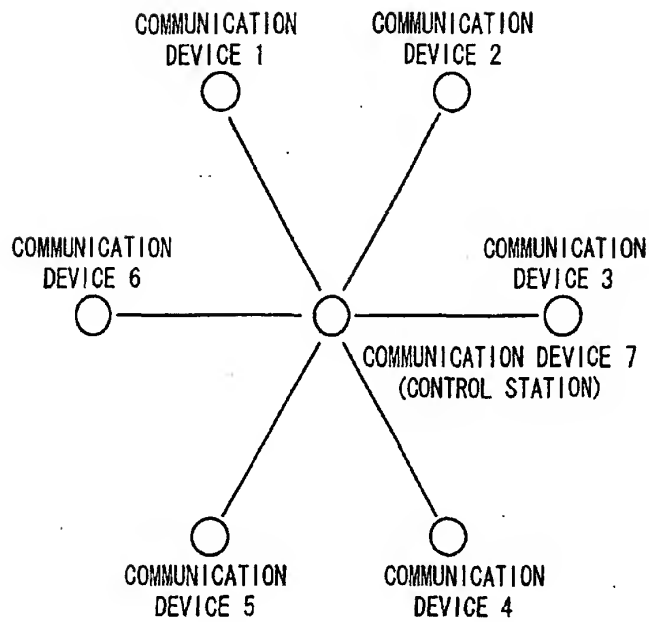 COMMUNICATION
DEVICE 1
COMMUNICATION
DEVICE 2
COMMUNICATION
DEVICE 6
COMMUNICATION
DEVICE 3
COMMUNICATION DEVICE 7
(CONTROL STATION)
COMMUNICATION
DEVICE 5
COMMUNICATION
DEVICE 4